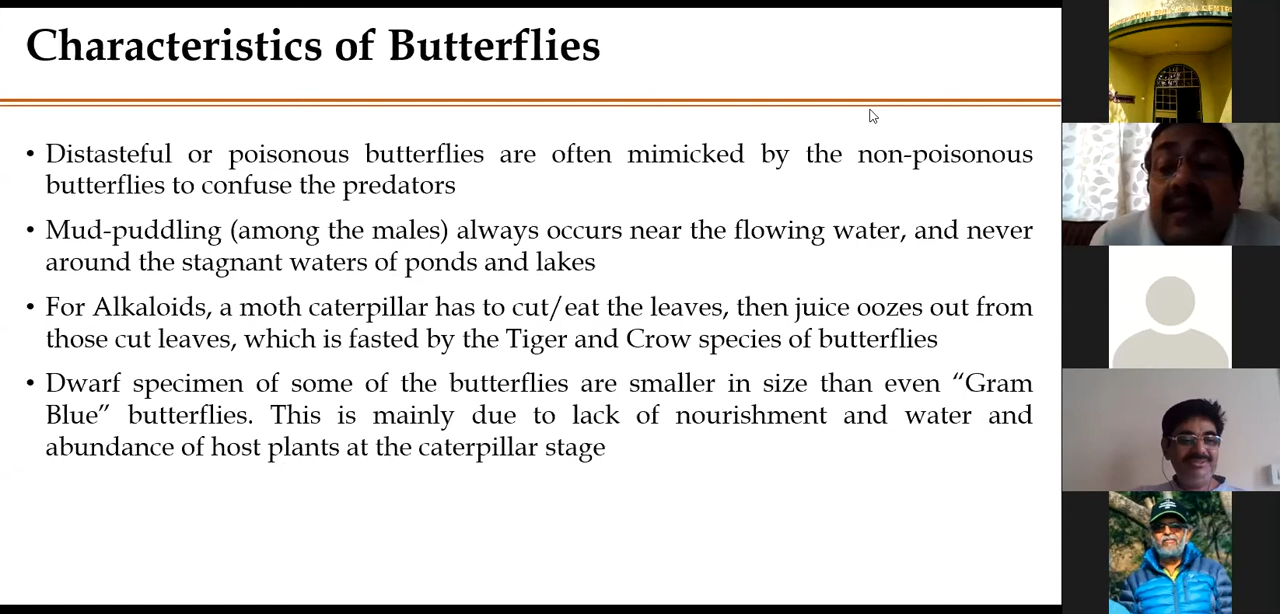 Characteristics of Butterflies
• Distasteful or poisonous butterflies are often mimicked by the non-poisonous
butterflies to confuse the predators
• Mud-puddling (among the males) always occurs near the flowing water, and never
around the stagnant waters of ponds and lakes
• For Alkaloids, a moth caterpillar has to cut/eat the leaves, then juice oozes out from
those cut leaves, which is fasted by the Tiger and Crow species of butterflies
• Dwarf specimen of some of the butterflies are smaller in size than even “Gram
Blue” butterflies. This is mainly due to lack of nourishment and water and
abundance of host plants at the caterpillar stage